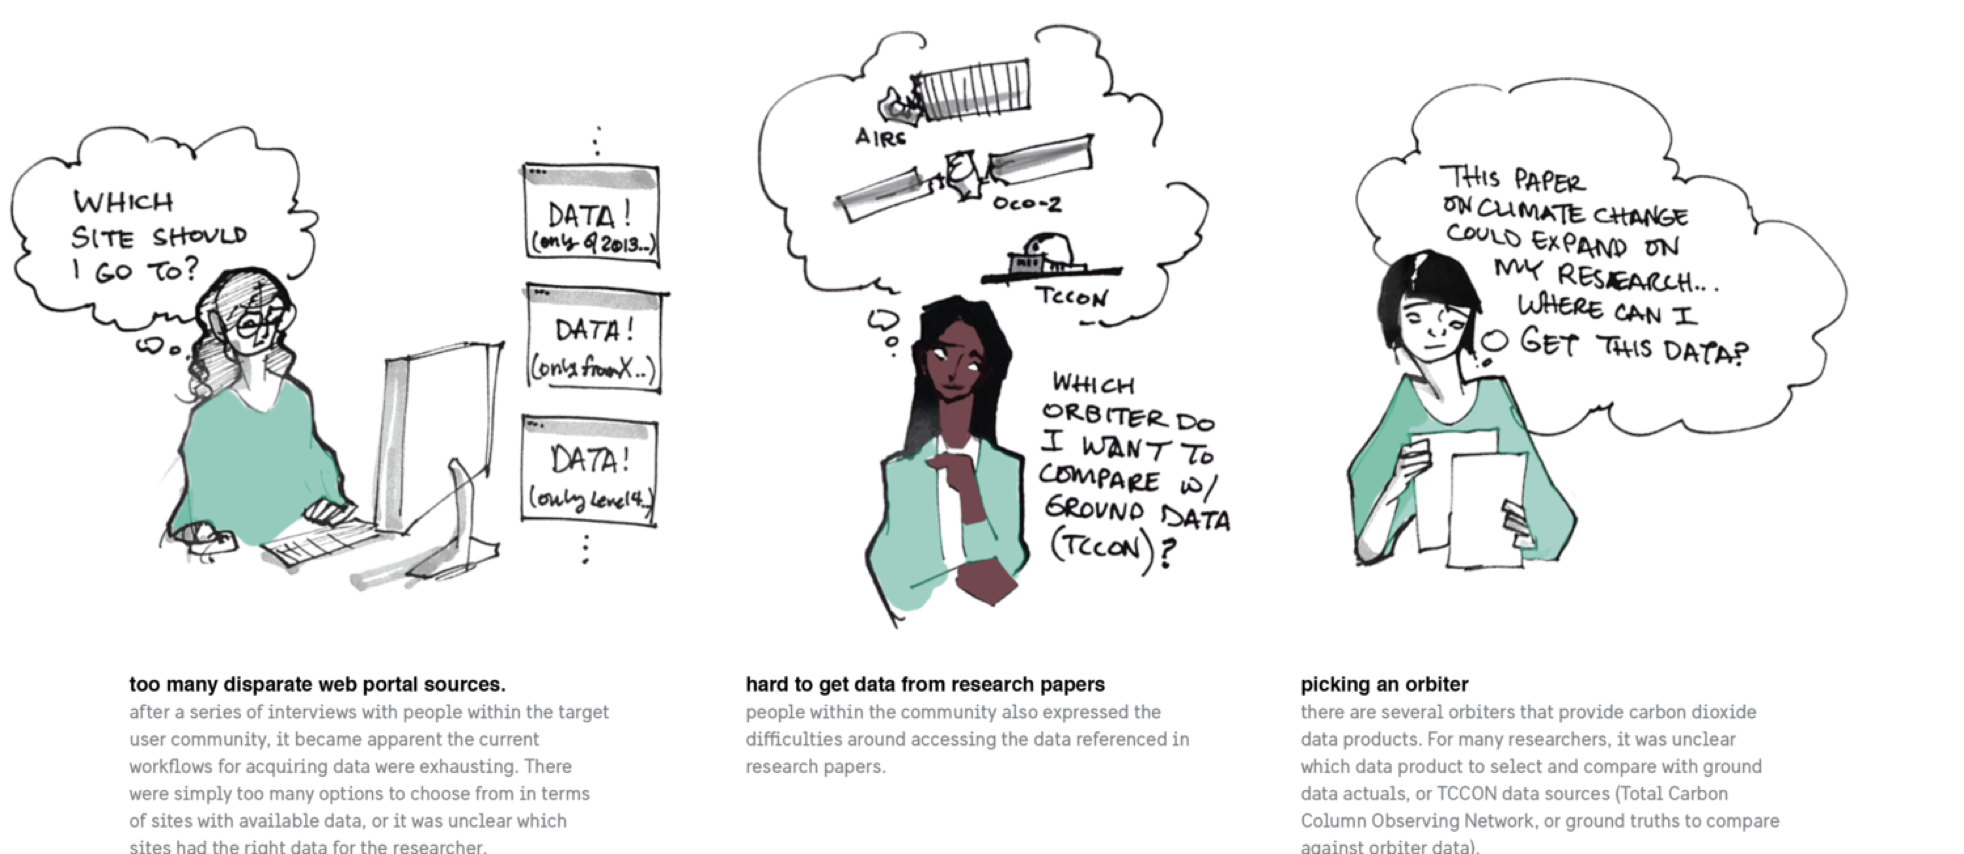 WHICH
SITE SHOULD
I GO TO?
DATA!
(only of 2013..)
DATA!
(only from X..)
DATA!
(only Level 4..)
AIRS
OCO-2
TCCON
WHICH
ORBITER DO
I WANT TO
COMPARE W/
GROUND DATA
(TCCON)?
THIS PAPER
ON CLIMATE CHANGE
COULD EXPAND ON
MY RESEARCH...
WHERE CAN I
GET THIS DATA?
too many disparate web portal sources.
after a series of interviews with people within the target
user community, it became apparent the current
workflows for acquiring data were exhausting. There
were simply too many options to choose from in terms
of sites with available data, or it was unclear which
sites had the right data for the researcher.
hard to get data from research papers
people within the community also expressed the
difficulties around accessing the data referenced in
research papers.
picking an orbiter
there are several orbiters that provide carbon dioxide
data products. For many researchers, it was unclear
which data product to select and compare with ground
data actuals, or TCCON data sources (Total Carbon
Column Observing Network, or ground truths to compare
against orbiter data).